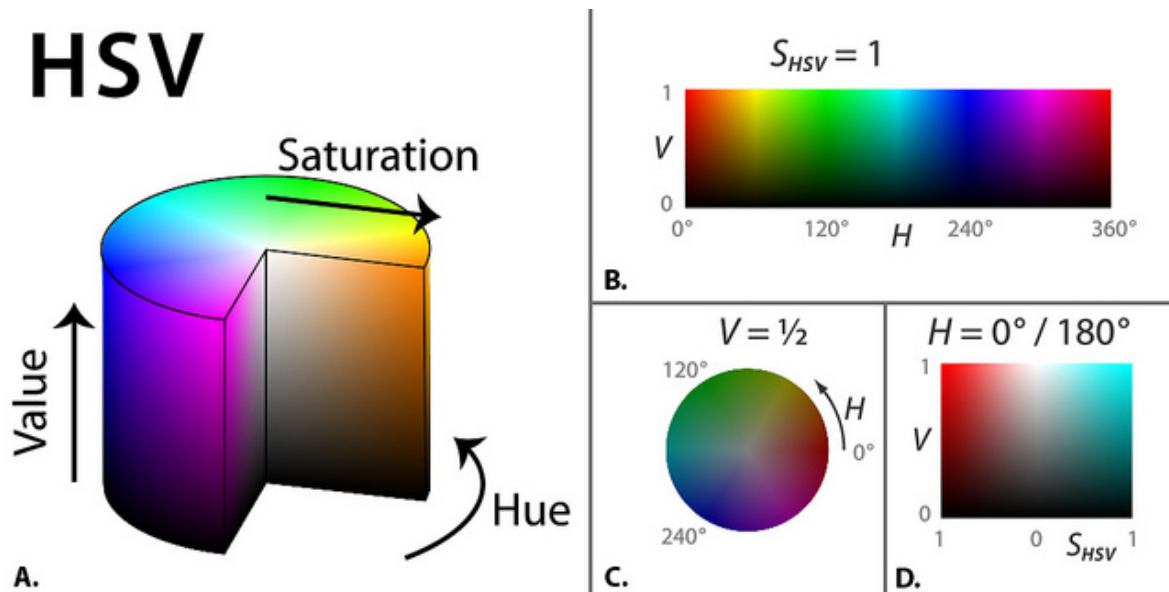 HSV
Saturation
Value
Hue
A.
S_HSV = 1
1
V
0
0° 120° H 240° 360°
B.
V = ½
120°
H
0°
240°
C.
H = 0° / 180°
1
V
0
1 0 S_HSV 1
D.